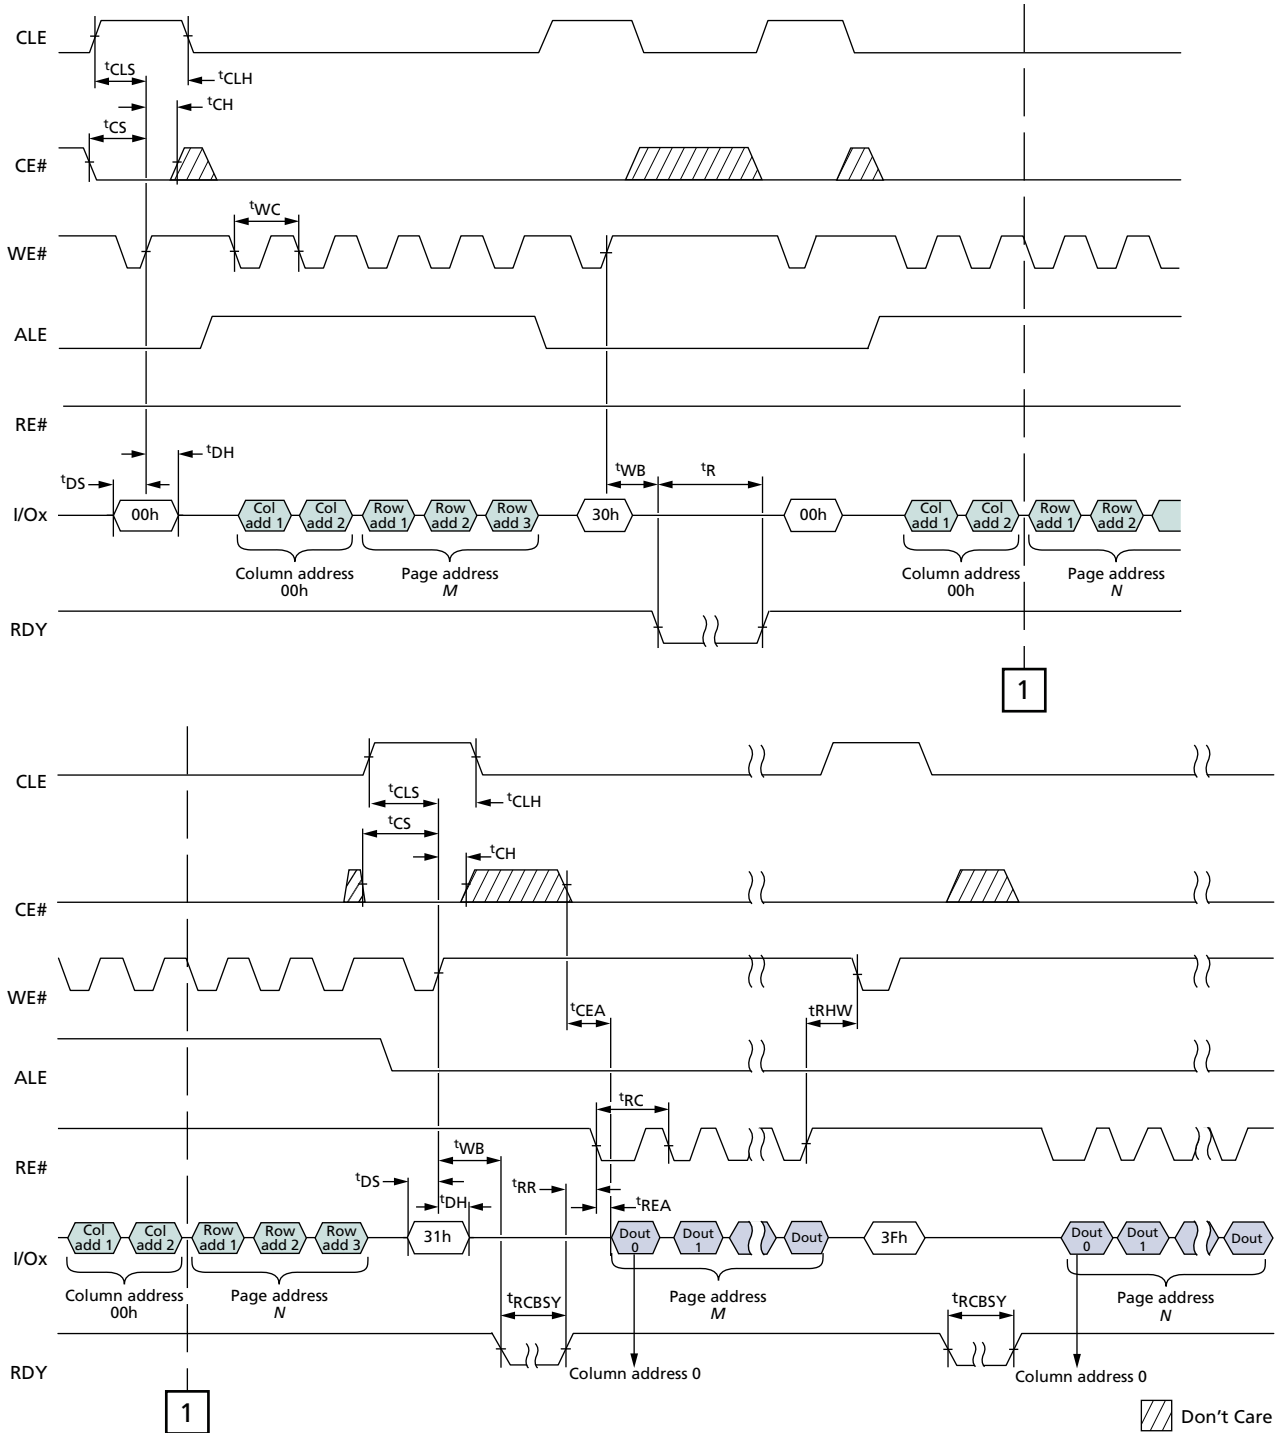 CLE
tCLS
tCLH
tCH
tCS
CE#
tWC
WE#
ALE
RE#
tDH
tDS
tWB
tR
I/Ox
00h
Col add 1
Col add 2
Row add 1
Row add 2
Row add 3
30h
00h
Col add 1
Col add 2
Row add 1
Row add 2
Column address 00h
Page address M
Column address 00h
Page address N
RDY
1
CLE
tCLS
tCLH
tCS
tCH
CE#
WE#
tCEA
tRHW
ALE
tRC
RE#
tWB
tDS
tRR
tDH
tREA
I/Ox
Col add 1
Col add 2
Row add 1
Row add 2
Row add 3
31h
Dout 0
Dout 1
Dout
3Fh
Dout 0
Dout 1
Dout
Column address 00h
Page address N
tRCBSY
Page address M
tRCBSY
Page address N
RDY
Column address 0
Column address 0
1
Don't Care